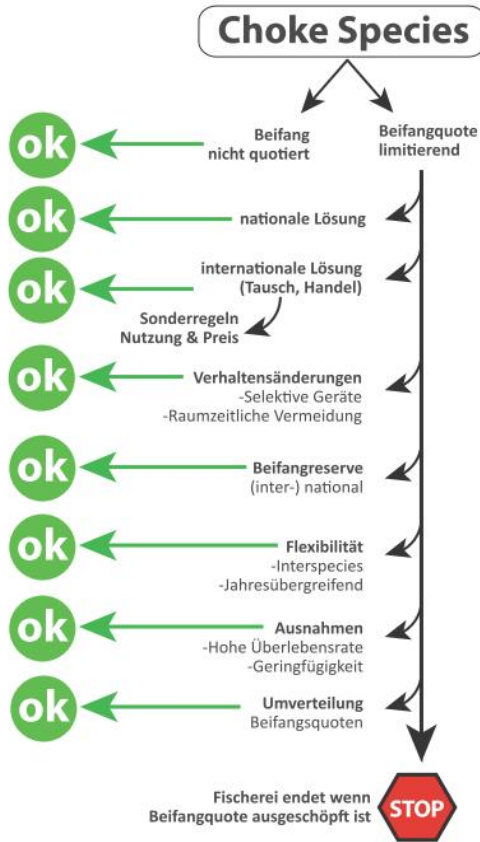 Choke Species
ok
Beifang
nicht quotiert
Beifangquote
limitierend
ok
nationale Lösung
ok
internationale Lösung
(Tausch, Handel)
Sonderregeln
Nutzung & Preis
ok
Verhaltensänderungen
-Selektive Geräte
-Raumzeitliche Vermeidung
ok
Beifangreserve
(inter-) national
ok
Flexibilität
-Interspecies
-Jahresübergreifend
ok
Ausnahmen
-Hohe Überlebensrate
-Geringfügigkeit
ok
Umverteilung
Beifangsquoten
Fischerei endet wenn
Beifangquote ausgeschöpft ist
STOP